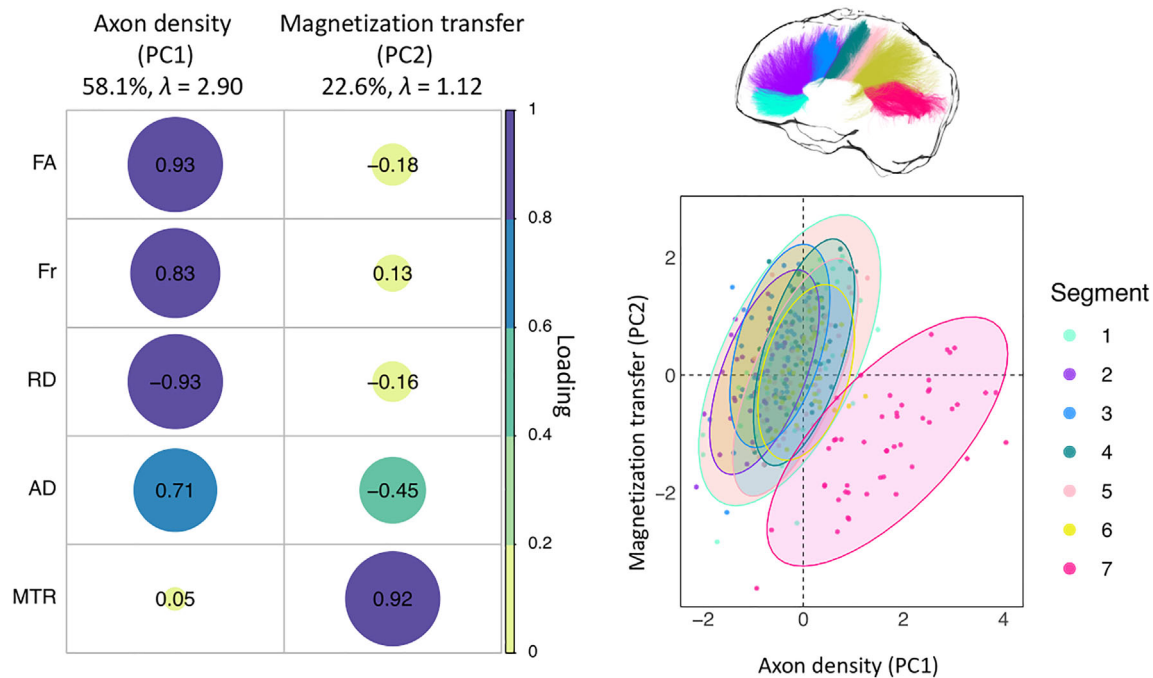 Axon density Magnetization transfer
(PC1) (PC2)
58.1%, λ = 2.90 22.6%, λ = 1.12
FA 0.93 −0.18
Fr 0.83 0.13
RD −0.93 −0.16
AD 0.71 −0.45
MTR 0.05 0.92
1
0.8
0.6
0.4
0.2
0
Loading
Magnetization transfer (PC2)
2
0
−2
−2 0 2 4
Axon density (PC1)
Segment
1
2
3
4
5
6
7